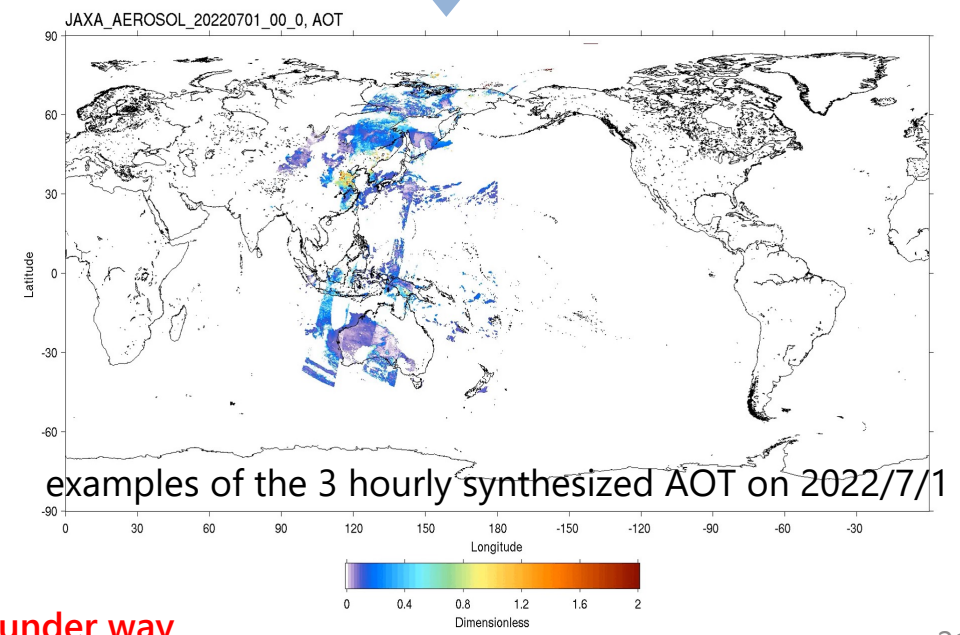 JAXA_AEROSOL_20220701_00_0, AOT
90
60
30
0
-30
-60
-90
Latitude
examples of the 3 hourly synthesized AOT on 2022/7/1
0 30 60 90 120 150 180 -150 -120 -90 -60 -30
Longitude
0 0.4 0.8 1.2 1.6 2
Dimensionless
under way